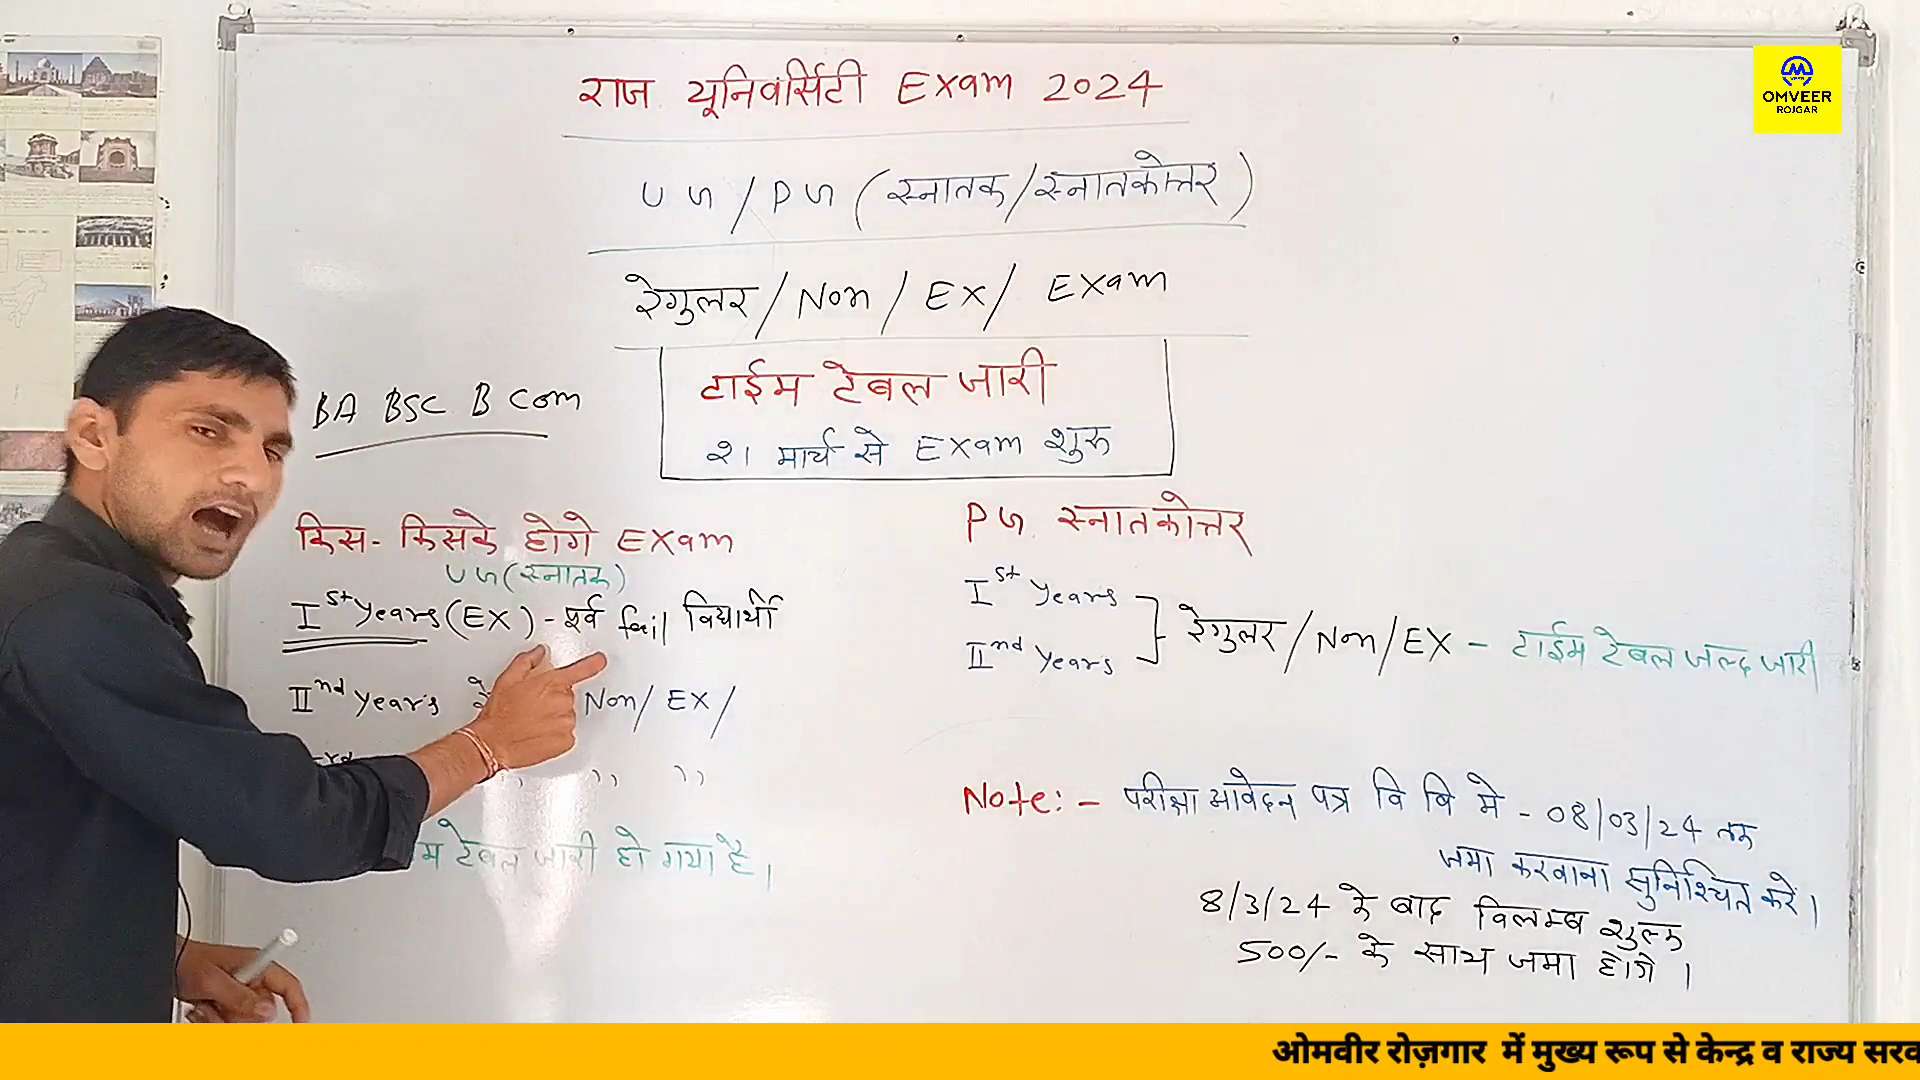 राज. यूनिवर्सिटी Exam 2024
OMVEER
ROJGAR
UG / PG (स्नातक/स्नातकोत्तर)
रेगुलर / Non / EX / Exam
टाईम टेबल जारी
21 मार्च से Exam शुरू
BA BSC B Com
किस-किसके होगे Exam
UG (स्नातक)
Ist Years (EX) - पूर्व fail विद्यार्थी
IInd Years Non / EX /
,, ,, ,,
टेबल जारी हो गया है।
PG. स्नातकोत्तर
Ist Years
IInd Years
रेगुलर / Non / EX - टाईम टेबल जल्द जारी
Note:- परीक्षा आवेदन पत्र वि वि मे - 08/03/24 तक
जमा करवाना सुनिश्चित करें।
8/3/24 के बाद विलम्ब शुल्क
500/- के साथ जमा होगे।
ओमवीर रोज़गार में मुख्य रूप से केन्द्र व राज्य